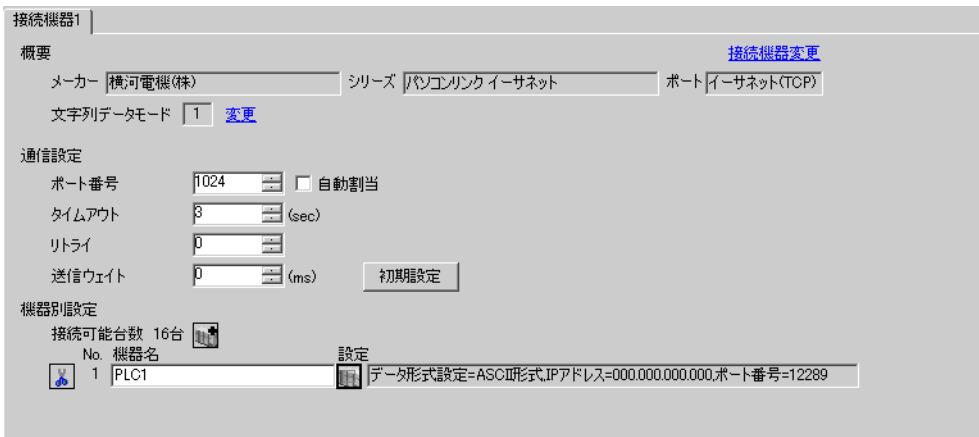 接続機器1
概要 接続機器変更
メーカー 横河電機(株) シリーズ パソコンリンク イーサネット ポート イーサネット(TCP)
文字列データモード 1 変更
通信設定
ポート番号 1024 自動割当
タイムアウト 3 (sec)
リトライ 0
送信ウェイト 0 (ms) 初期設定
機器別設定
接続可能台数 16台
No. 機器名 設定
1 PLC1 データ形式設定=ASCII形式,IPアドレス=000.000.000.000,ポート番号=12289